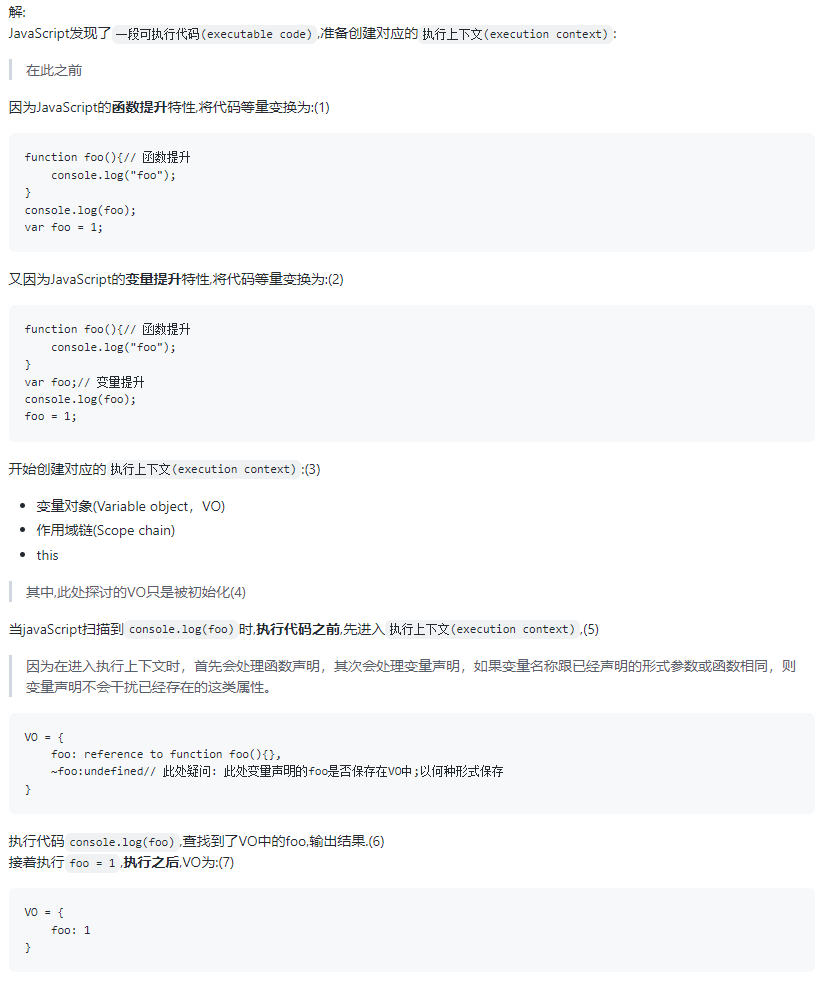 解:
JavaScript发现了 一段可执行代码(executable code) ,准备创建对应的 执行上下文(execution context) :
在此之前
因为JavaScript的函数提升特性,将代码等量变换为:(1)
function foo(){// 函数提升
    console.log("foo");
}
console.log(foo);
var foo = 1;
又因为JavaScript的变量提升特性,将代码等量变换为:(2)
function foo(){// 函数提升
    console.log("foo");
}
var foo;// 变量提升
console.log(foo);
foo = 1;
开始创建对应的 执行上下文(execution context) :(3)
• 变量对象(Variable object，VO)
• 作用域链(Scope chain)
• this
其中,此处探讨的VO只是被初始化(4)
当javaScript扫描到 console.log(foo) 时,执行代码之前,先进入 执行上下文(execution context) ,(5)
因为在进入执行上下文时，首先会处理函数声明，其次会处理变量声明，如果变量名称跟已经声明的形式参数或函数相同，则
变量声明不会干扰已经存在的这类属性。
VO = {
    foo: reference to function foo(){},
    ~foo:undefined// 此处疑问: 此处变量声明的foo是否保存在VO中;以何种形式保存
}
执行代码 console.log(foo) ,查找到了VO中的foo,输出结果.(6)
接着执行 foo = 1 ,执行之后,VO为:(7)
VO = {
    foo: 1
}